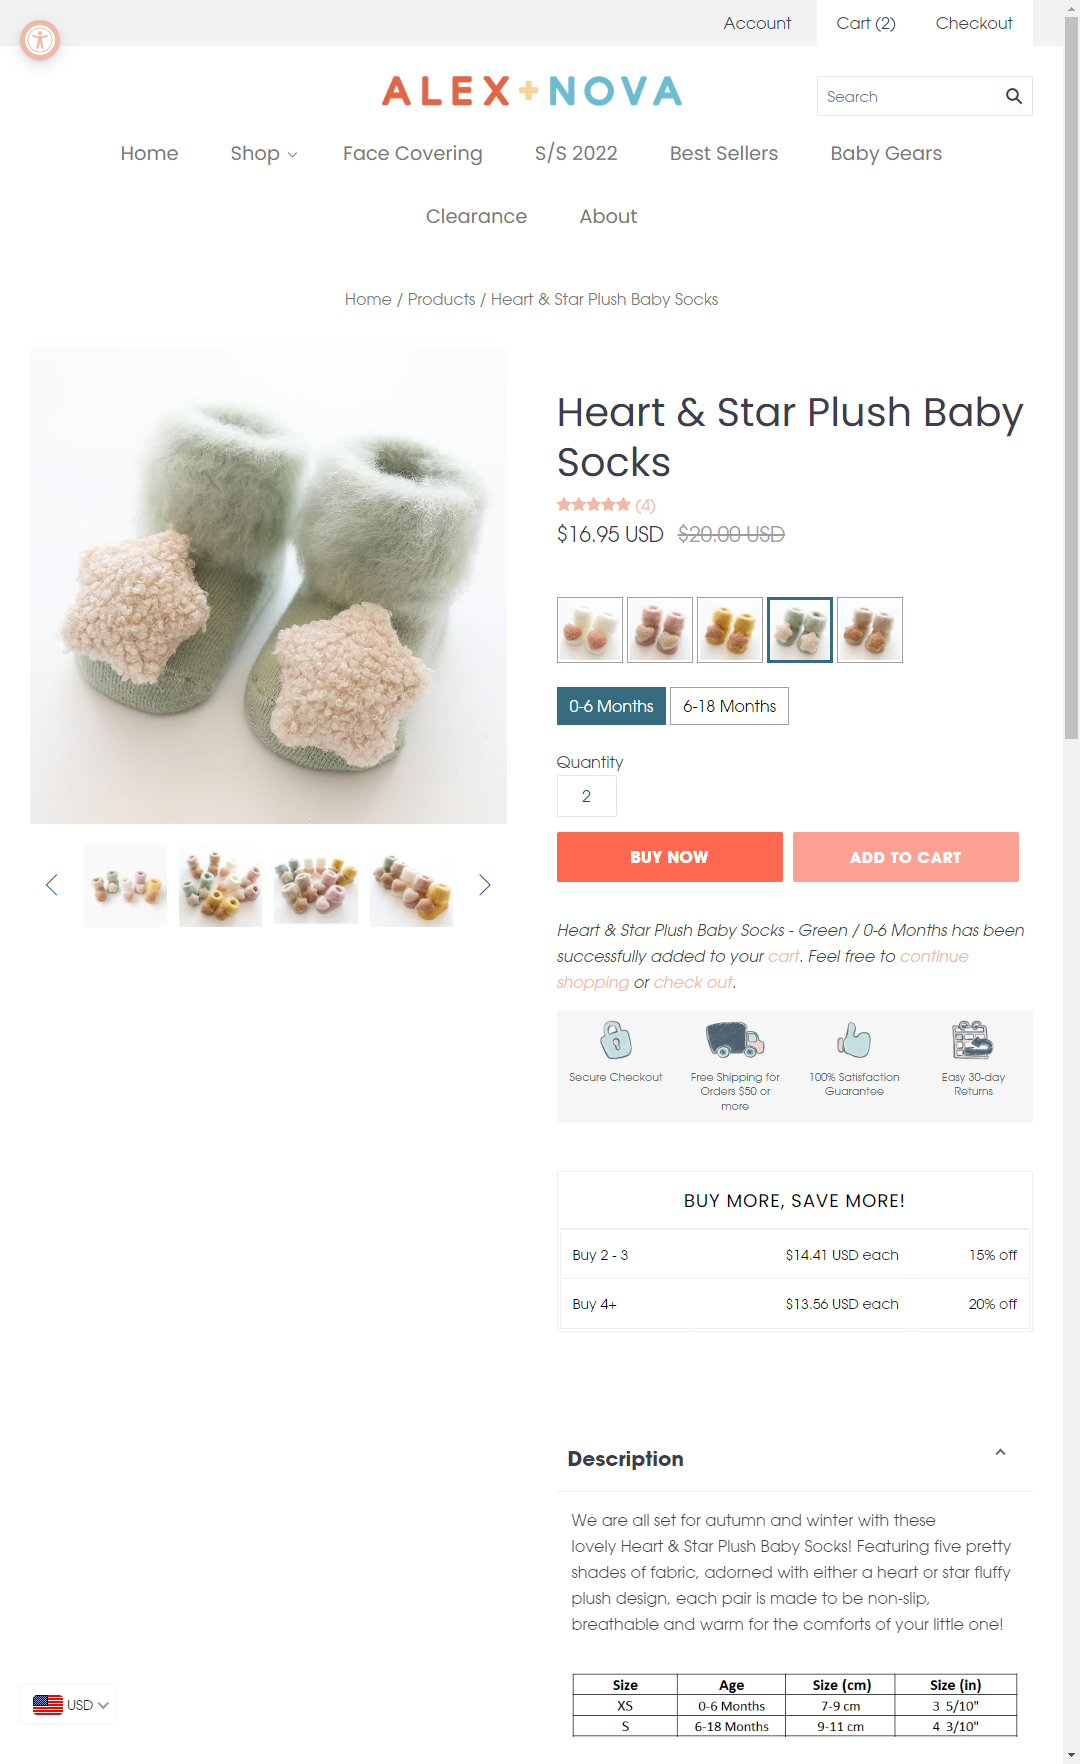 Account
Cart (2)
Checkout
ALEX+NOVA
Search
Home
Shop
Face Covering
S/S 2022
Best Sellers
Baby Gears
Clearance
About
Home / Products / Heart & Star Plush Baby Socks
Heart & Star Plush Baby
Socks
(4)
$16.95 USD $20.00 USD
0-6 Months
6-18 Months
Quantity
2
BUY NOW
ADD TO CART
Heart & Star Plush Baby Socks - Green / 0-6 Months has been
successfully added to your cart. Feel free to continue
shopping or check out.
Secure Checkout
Free Shipping for
Orders $50 or
more
100% Satisfaction
Guarantee
Easy 30-day
Returns
BUY MORE, SAVE MORE!
Buy 2 - 3 $14.41 USD each 15% off
Buy 4+ $13.56 USD each 20% off
Description
We are all set for autumn and winter with these
lovely Heart & Star Plush Baby Socks! Featuring five pretty
shades of fabric, adorned with either a heart or star fluffy
plush design, each pair is made to be non-slip,
breathable and warm for the comforts of your little one!
Size Age Size (cm) Size (in)
XS 0-6 Months 7-9 cm 3 5/10"
S 6-18 Months 9-11 cm 4 3/10"
USD